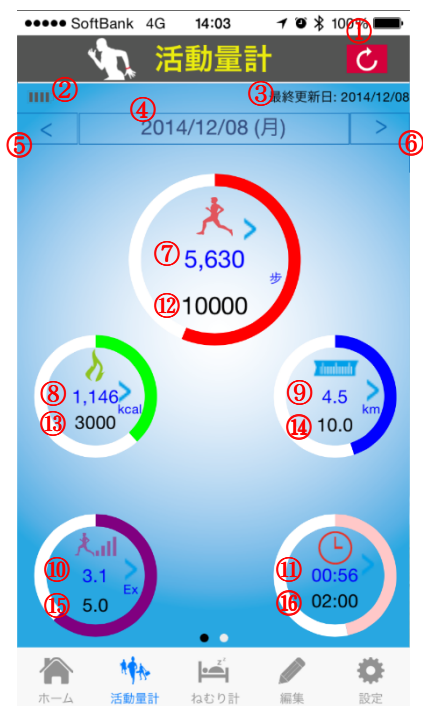 ●●●●● SoftBank 4G 14:03 100%
①
活動量計
② ③最終更新日: 2014/12/08
④
⑤ < 2014/12/08 (月) > ⑥
⑦ 5,630
歩
⑫ 10000
⑧ 1,146 kcal
⑬ 3000
⑨ 4.5 km
⑭ 10.0
⑩ 3.1 Ex
⑮ 5.0
⑪ 00:56
⑯ 02:00
ホーム 活動量計 ねむり計 編集 設定